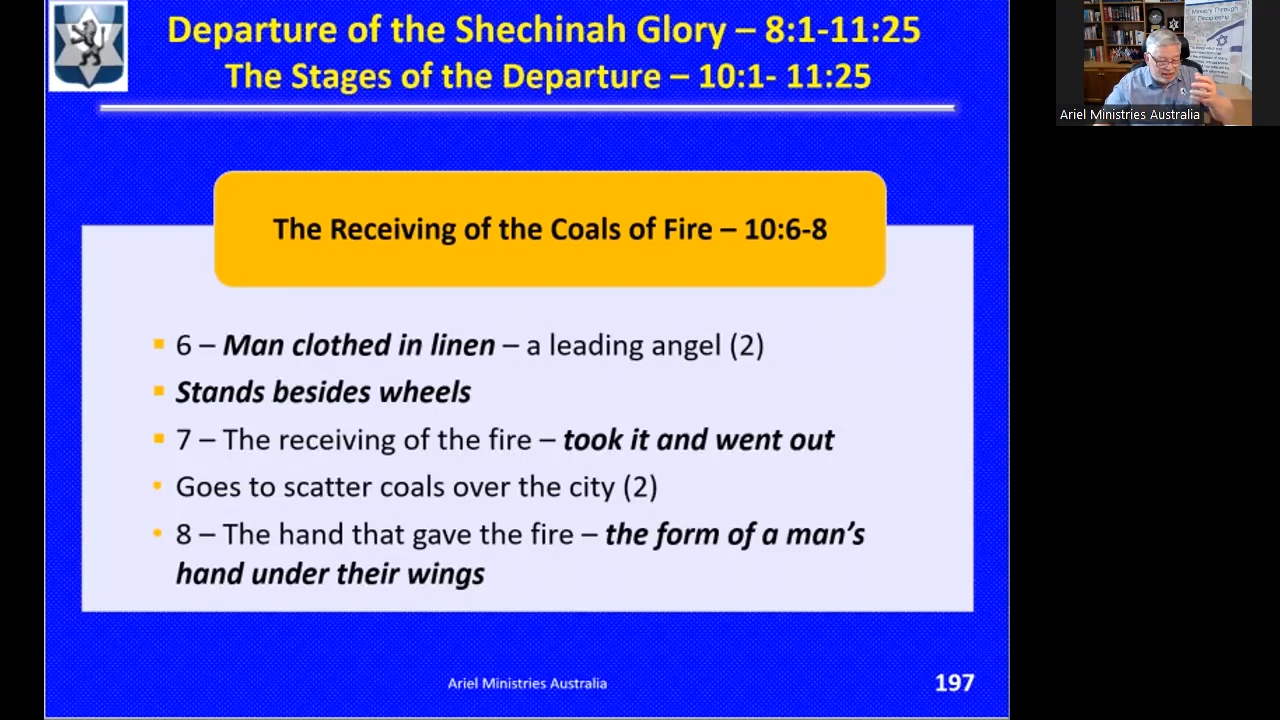 Departure of the Shechinah Glory – 8:1-11:25
The Stages of the Departure – 10:1- 11:25
The Receiving of the Coals of Fire – 10:6-8
6 – Man clothed in linen – a leading angel (2)
Stands besides wheels
7 – The receiving of the fire – took it and went out
Goes to scatter coals over the city (2)
8 – The hand that gave the fire – the form of a man's
hand under their wings
Ariel Ministries Australia
197
Ministry Through
Discipleship
Ariel Ministries Australia